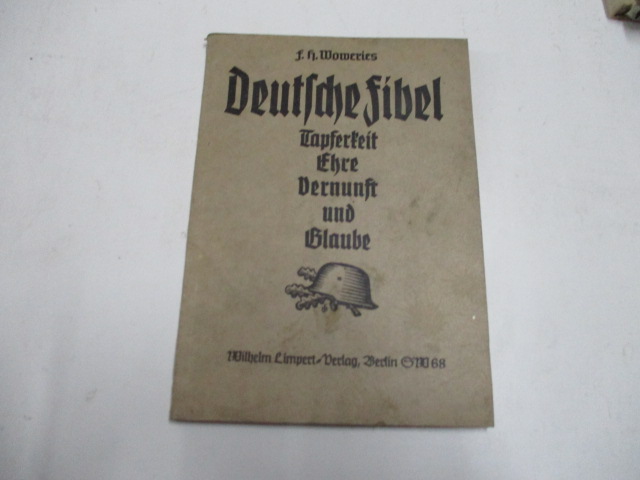 F. H. Woweries
Deutsche Fibel
Tapferkeit
Ehre
Vernunft
und
Glaube
Wilhelm Limpert-Verlag, Berlin SW 68